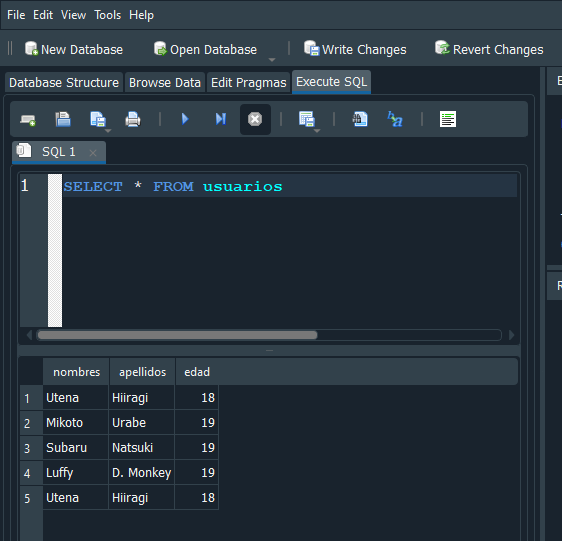 File Edit View Tools Help
New Database Open Database Write Changes Revert Changes
Database Structure Browse Data Edit Pragmas Execute SQL
SQL 1
1 SELECT * FROM usuarios
nombres apellidos edad
1 Utena Hiiragi 18
2 Mikoto Urabe 19
3 Subaru Natsuki 19
4 Luffy D. Monkey 19
5 Utena Hiiragi 18